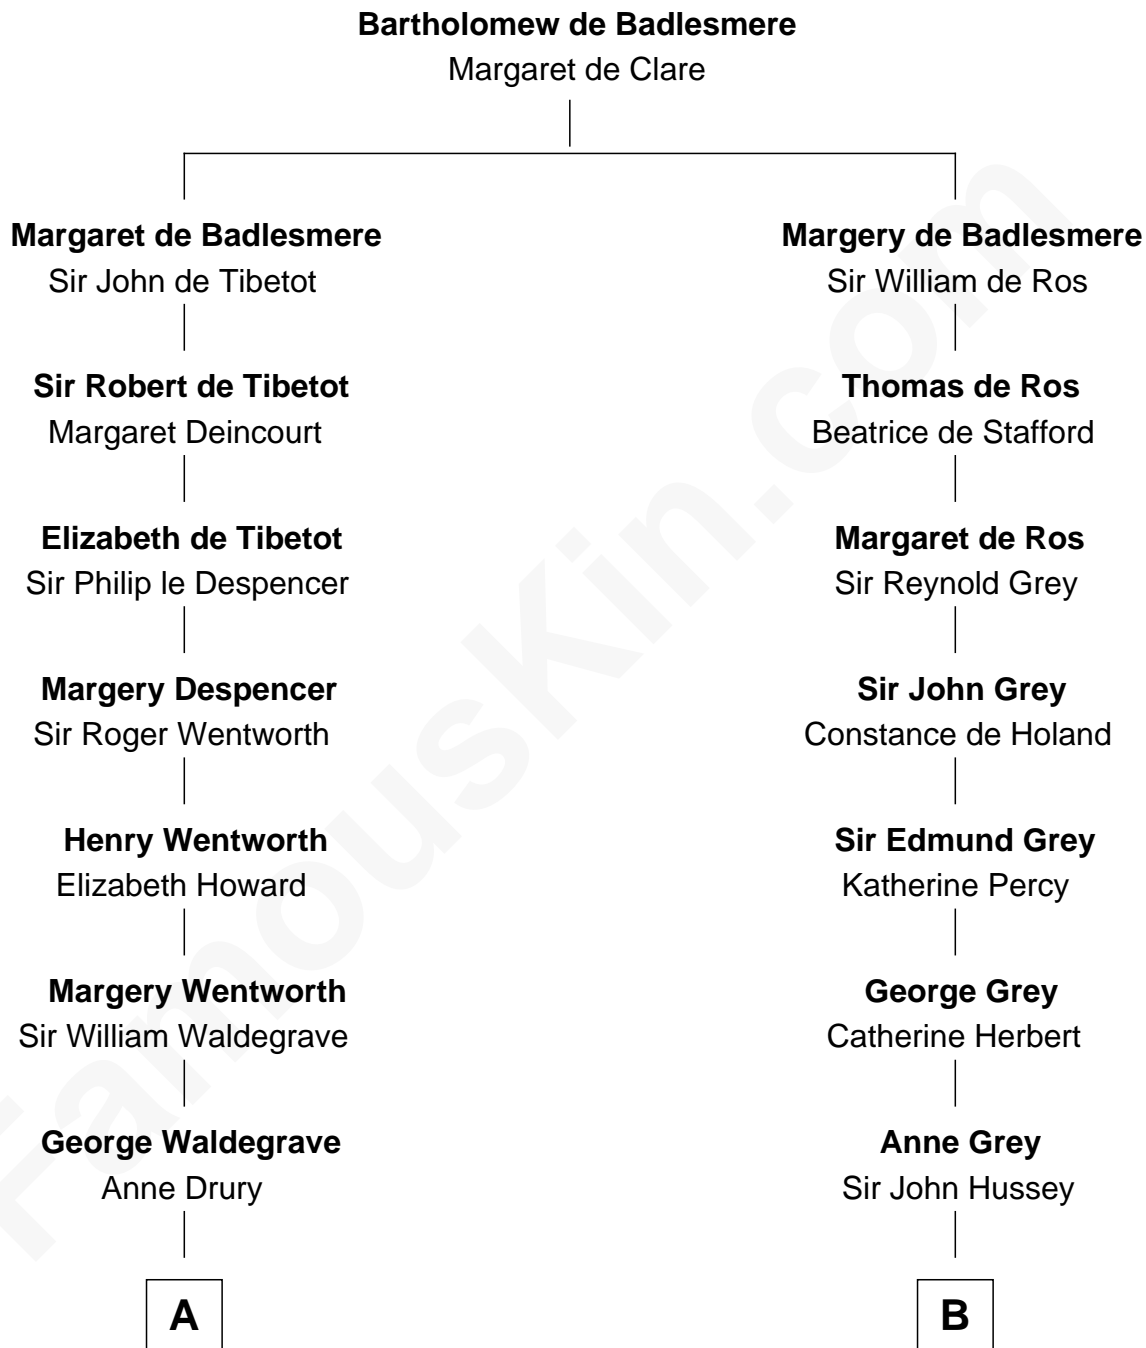 Bartholomew de Badlesmere
Margaret de Clare
Margaret de Badlesmere
Sir John de Tibetot
Sir Robert de Tibetot
Margaret Deincourt
Elizabeth de Tibetot
Sir Philip le Despencer
Margery Despencer
Sir Roger Wentworth
Henry Wentworth
Elizabeth Howard
Margery Wentworth
Sir William Waldegrave
George Waldegrave
Anne Drury
A
Margery de Badlesmere
Sir William de Ros
Thomas de Ros
Beatrice de Stafford
Margaret de Ros
Sir Reynold Grey
Sir John Grey
Constance de Holand
Sir Edmund Grey
Katherine Percy
George Grey
Catherine Herbert
Anne Grey
Sir John Hussey
B
FamousKin.com